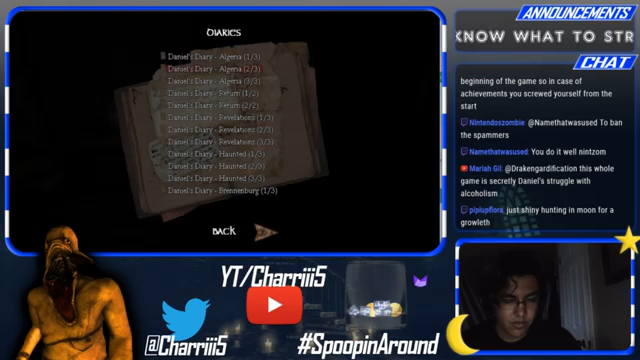 DIARIES
Daniel's Diary - Algeria (1/3)
Daniel's Diary - Algeria (2/3)
Daniel's Diary - Algeria (3/3)
Daniel's Diary - Return (1/2)
Daniel's Diary - Return (2/2)
Daniel's Diary - Revelations (1/3)
Daniel's Diary - Revelations (2/3)
Daniel's Diary - Revelations (3/3)
Daniel's Diary - Haunted (1/3)
Daniel's Diary - Haunted (2/3)
Daniel's Diary - Haunted (3/3)
Daniel's Diary - Brennenburg (1/3)
BACK
ANNOUNCEMENTS
KNOW WHAT TO STR
CHAT
beginning of the game so in case of
achievements you screwed yourself from the
start
Nintendoszombie @Namethatwasused To ban
the spammers
Namethatwasused: You do it well nintzom
Mariah Gil: @Drakengardification this whole
game is secretly Daniel's struggle with
alcoholism
piplupflora: just shiny hunting in moon for a
growleth
YT/Charriii5
@Charriii5
#SpoopinAround